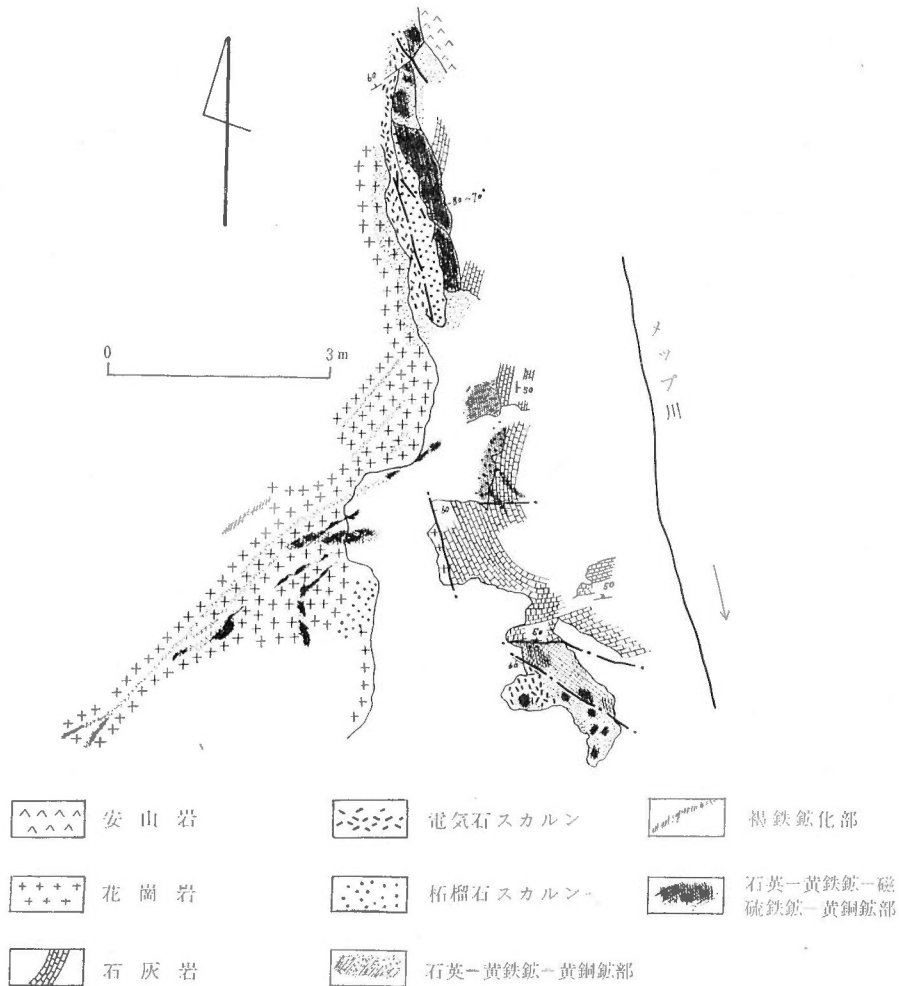 60
80~70°
0 3m
50
メップ川
50
50
50
60
安山岩
電気石スカルン
褐鉄鉱化部
花崗岩
柘榴石スカルン
石英-黄鉄鉱-磁
硫鉄鉱-黄銅鉱部
石灰岩
石英-黄鉄鉱-黄銅鉱部